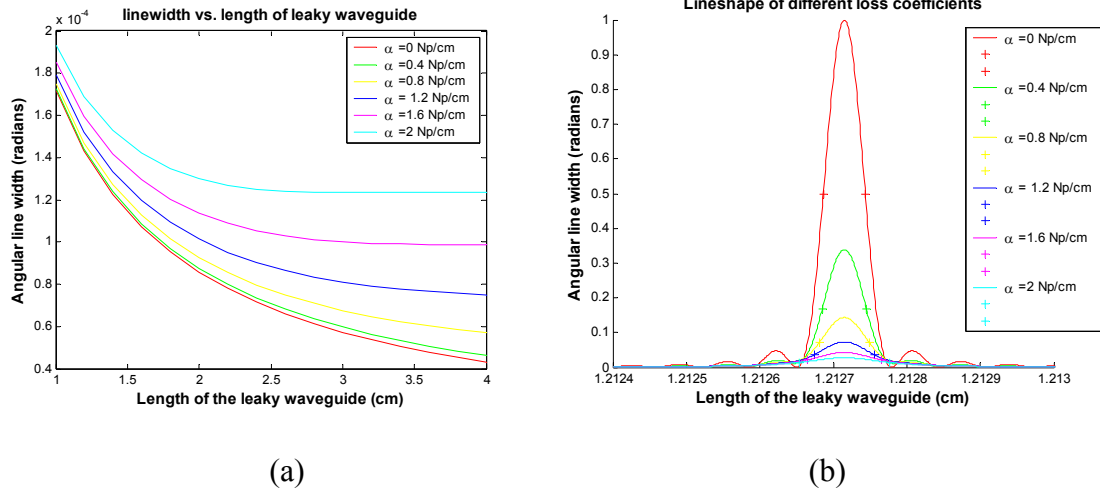 linewidth vs. length of leaky waveguide
x 10⁻⁴
2
1.8
1.6
1.4
1.2
1
0.8
0.6
0.4
Angular line width (radians)
α =0 Np/cm
α =0.4 Np/cm
α =0.8 Np/cm
α = 1.2 Np/cm
α =1.6 Np/cm
α =2 Np/cm
1 1.5 2 2.5 3 3.5 4
Length of the leaky waveguide (cm)
(a)
Lineshape of different loss coefficients
1
0.9
0.8
0.7
0.6
0.5
0.4
0.3
0.2
0.1
0
Angular line width (radians)
α =0 Np/cm
α =0.4 Np/cm
α =0.8 Np/cm
α = 1.2 Np/cm
α =1.6 Np/cm
α =2 Np/cm
1.2124 1.2125 1.2126 1.2127 1.2128 1.2129 1.213
Length of the leaky waveguide (cm)
(b)